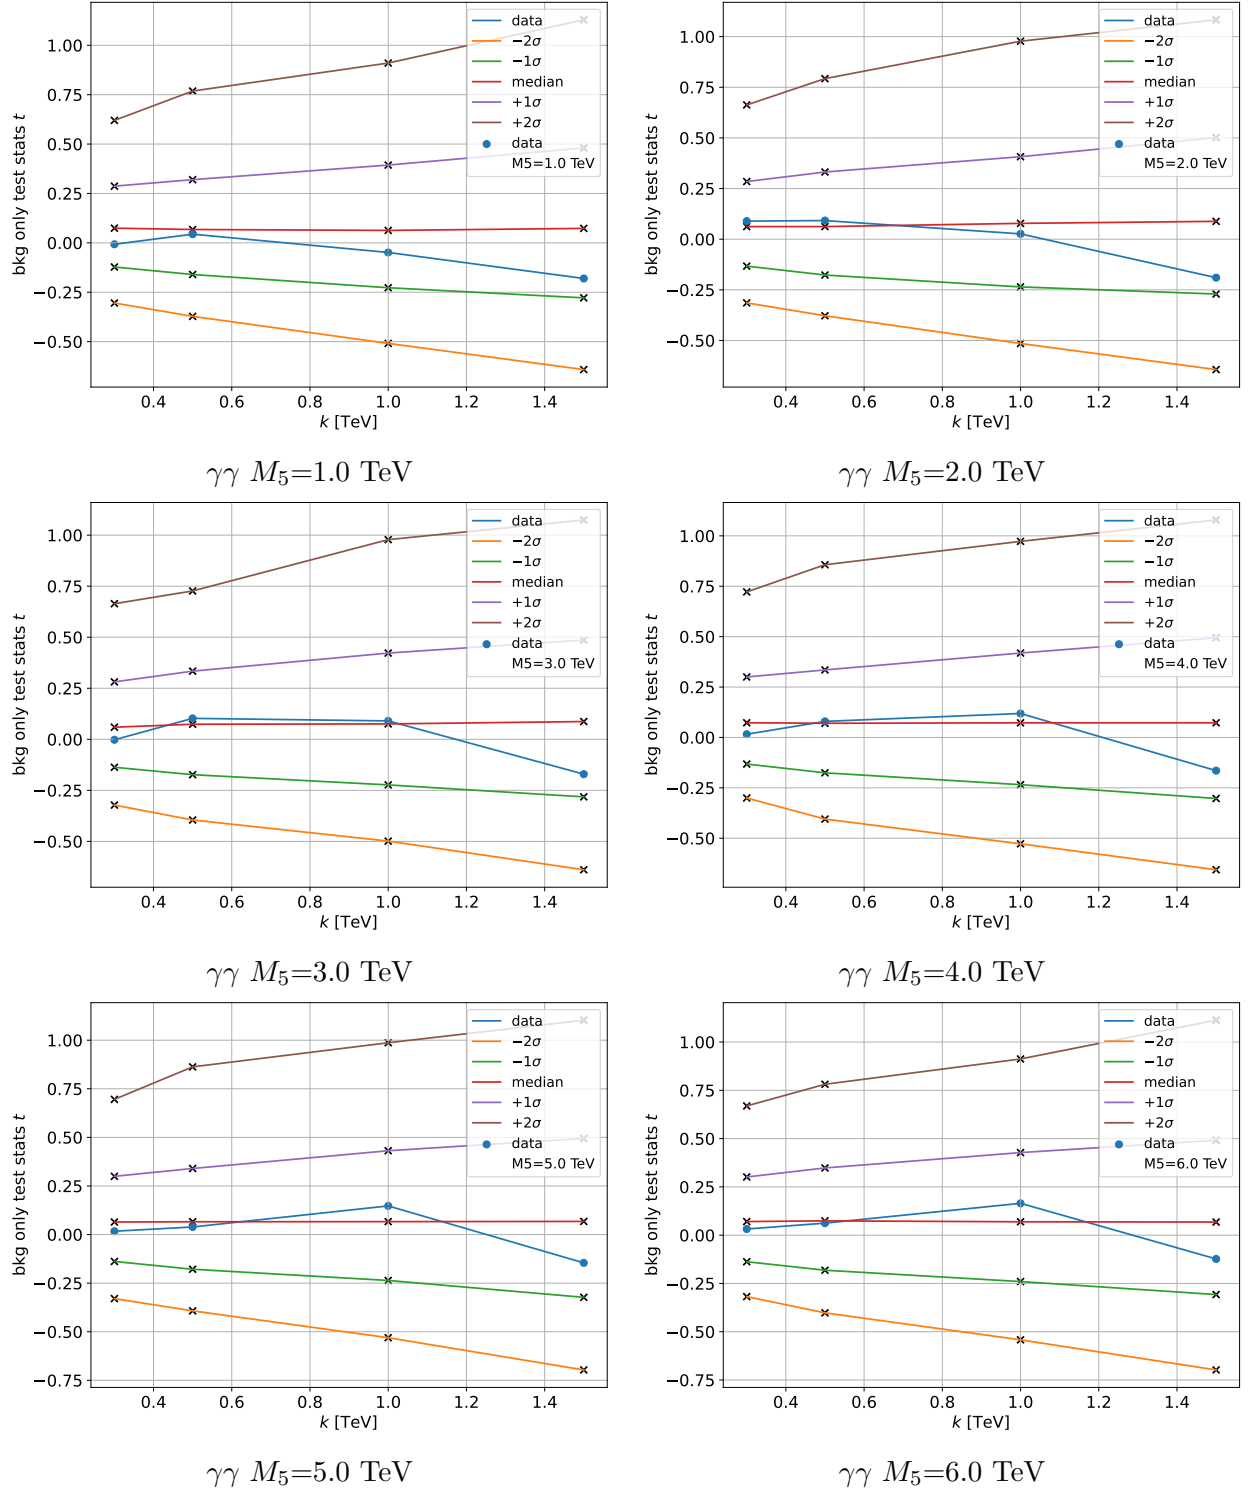 1.00
0.75
0.50
0.25
0.00
−0.25
−0.50
bkg only test stats t
data
−2σ
−1σ
median
+1σ
+2σ
data
M5=1.0 TeV
0.4 0.6 0.8 1.0 1.2 1.4
k [TeV]
γγ M₅=1.0 TeV
1.00
0.75
0.50
0.25
0.00
−0.25
−0.50
bkg only test stats t
data
−2σ
−1σ
median
+1σ
+2σ
data
M5=2.0 TeV
0.4 0.6 0.8 1.0 1.2 1.4
k [TeV]
γγ M₅=2.0 TeV
1.00
0.75
0.50
0.25
0.00
−0.25
−0.50
bkg only test stats t
data
−2σ
−1σ
median
+1σ
+2σ
data
M5=3.0 TeV
0.4 0.6 0.8 1.0 1.2 1.4
k [TeV]
γγ M₅=3.0 TeV
1.00
0.75
0.50
0.25
0.00
−0.25
−0.50
bkg only test stats t
data
−2σ
−1σ
median
+1σ
+2σ
data
M5=4.0 TeV
0.4 0.6 0.8 1.0 1.2 1.4
k [TeV]
γγ M₅=4.0 TeV
1.00
0.75
0.50
0.25
0.00
−0.25
−0.50
−0.75
bkg only test stats t
data
−2σ
−1σ
median
+1σ
+2σ
data
M5=5.0 TeV
0.4 0.6 0.8 1.0 1.2 1.4
k [TeV]
γγ M₅=5.0 TeV
1.00
0.75
0.50
0.25
0.00
−0.25
−0.50
−0.75
bkg only test stats t
data
−2σ
−1σ
median
+1σ
+2σ
data
M5=6.0 TeV
0.4 0.6 0.8 1.0 1.2 1.4
k [TeV]
γγ M₅=6.0 TeV